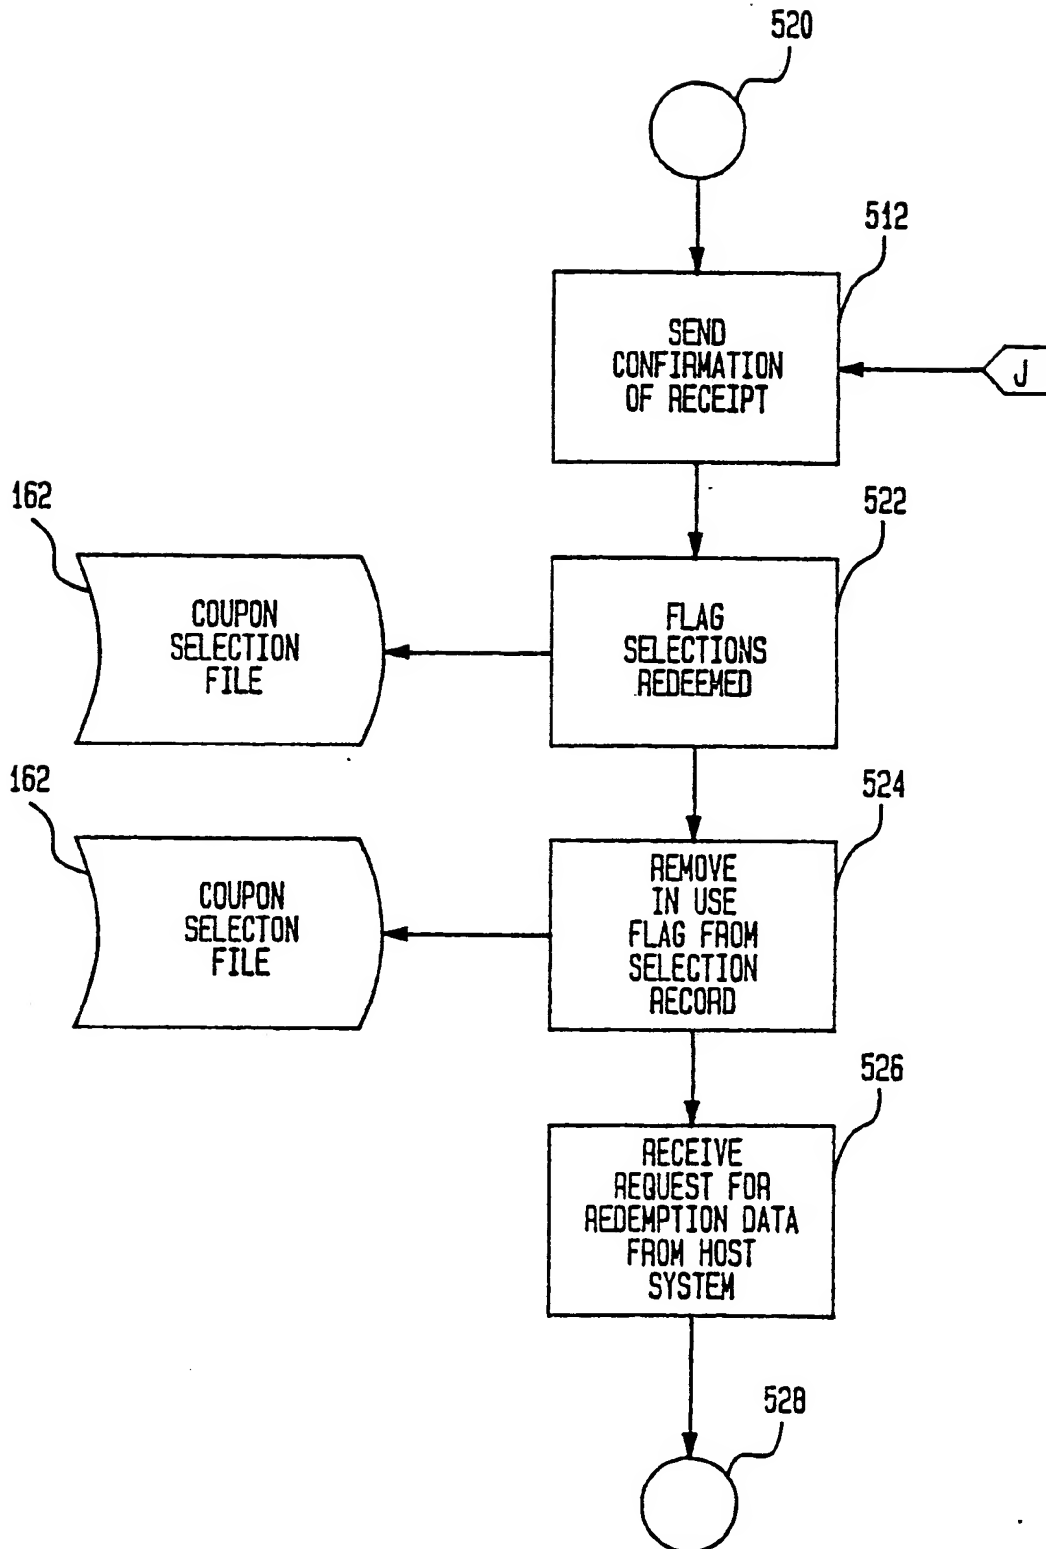 520
512
SEND
CONFIRMATION
OF RECEIPT
J
162
COUPON
SELECTION
FILE
522
FLAG
SELECTIONS
REDEEMED
162
COUPON
SELECTON
FILE
524
REMOVE
IN USE
FLAG FROM
SELECTION
RECORD
526
RECEIVE
REQUEST FOR
REDEMPTION DATA
FROM HOST
SYSTEM
528